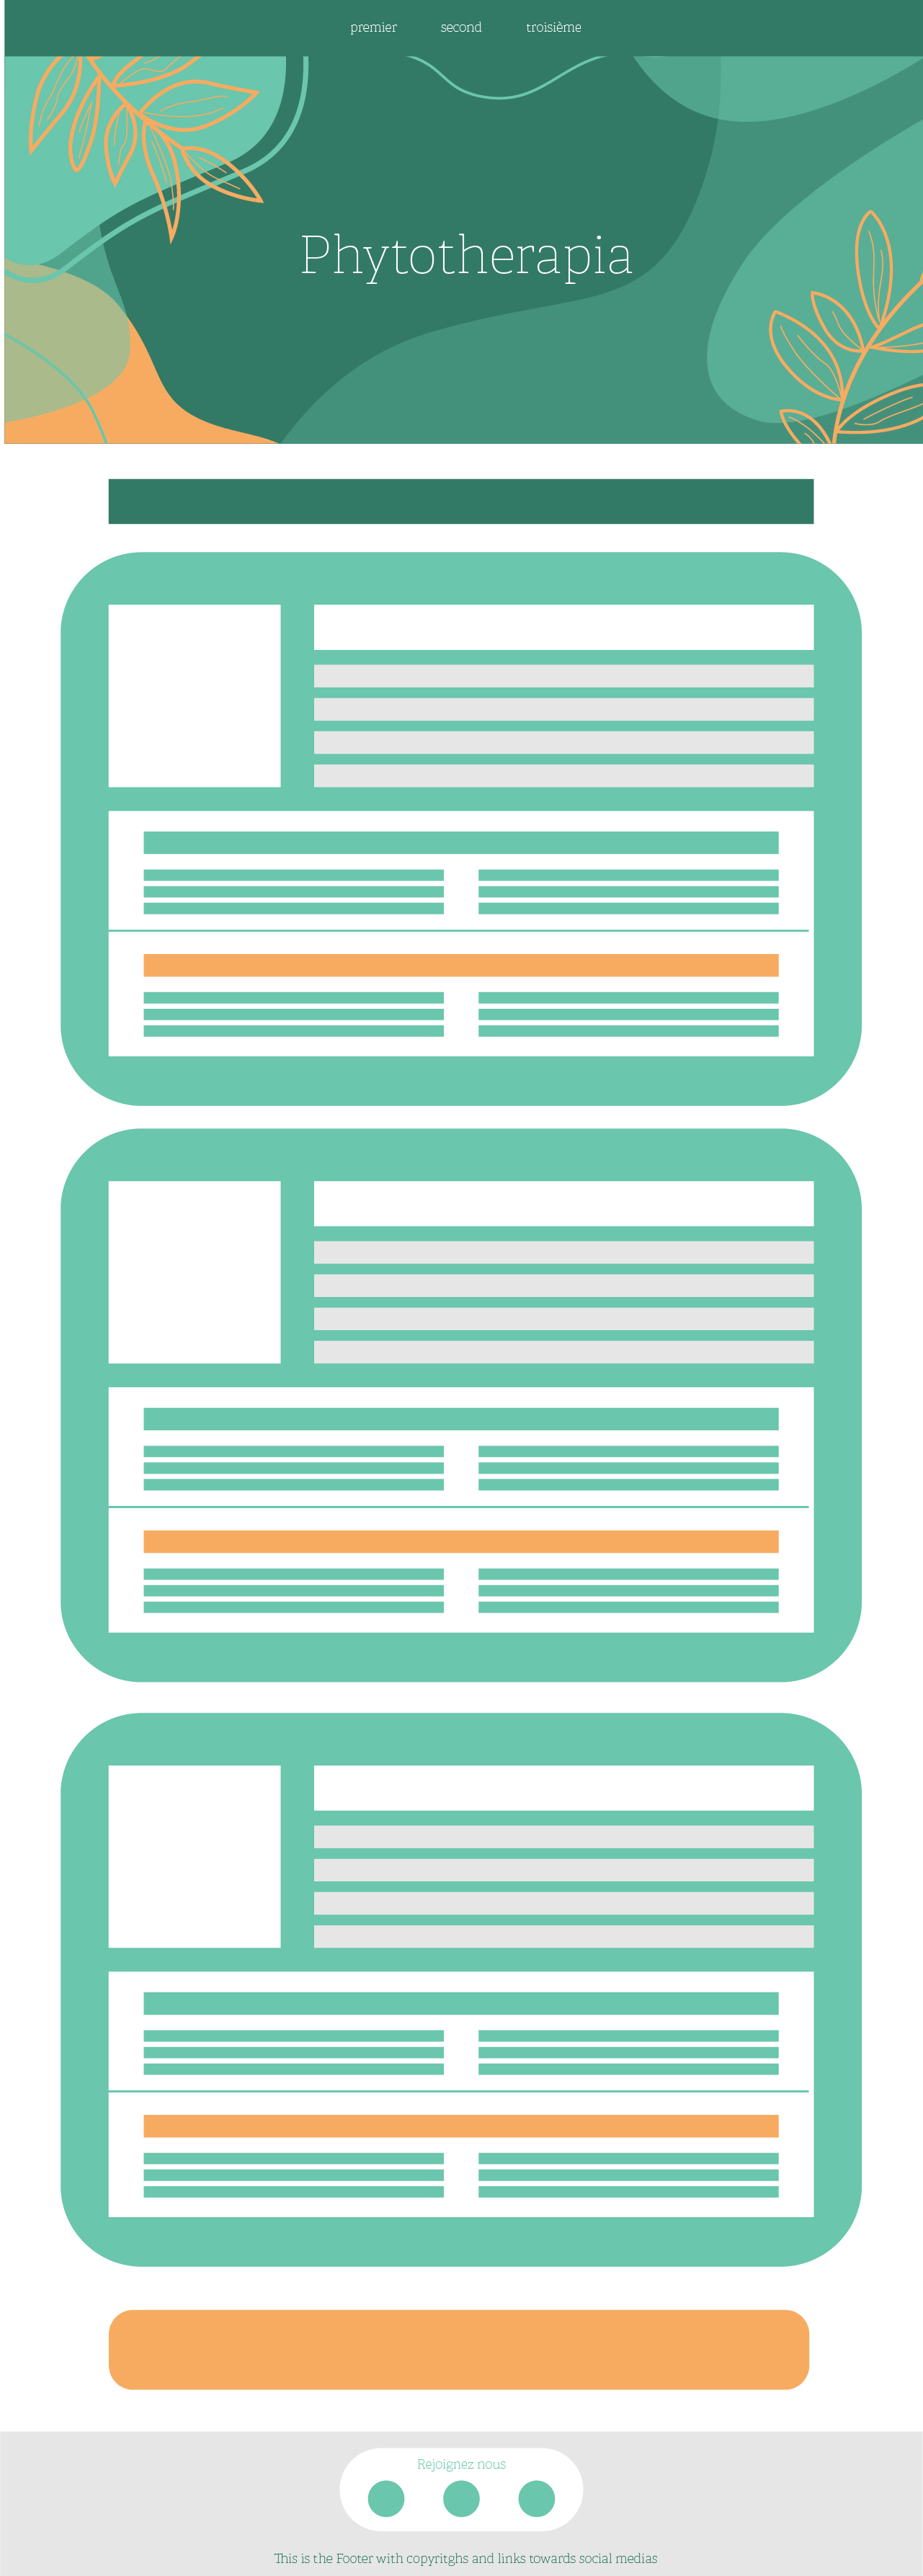 premier second troisième
Phytotherapia
Rejoignez nous
This is the Footer with copyritghs and links towards social medias